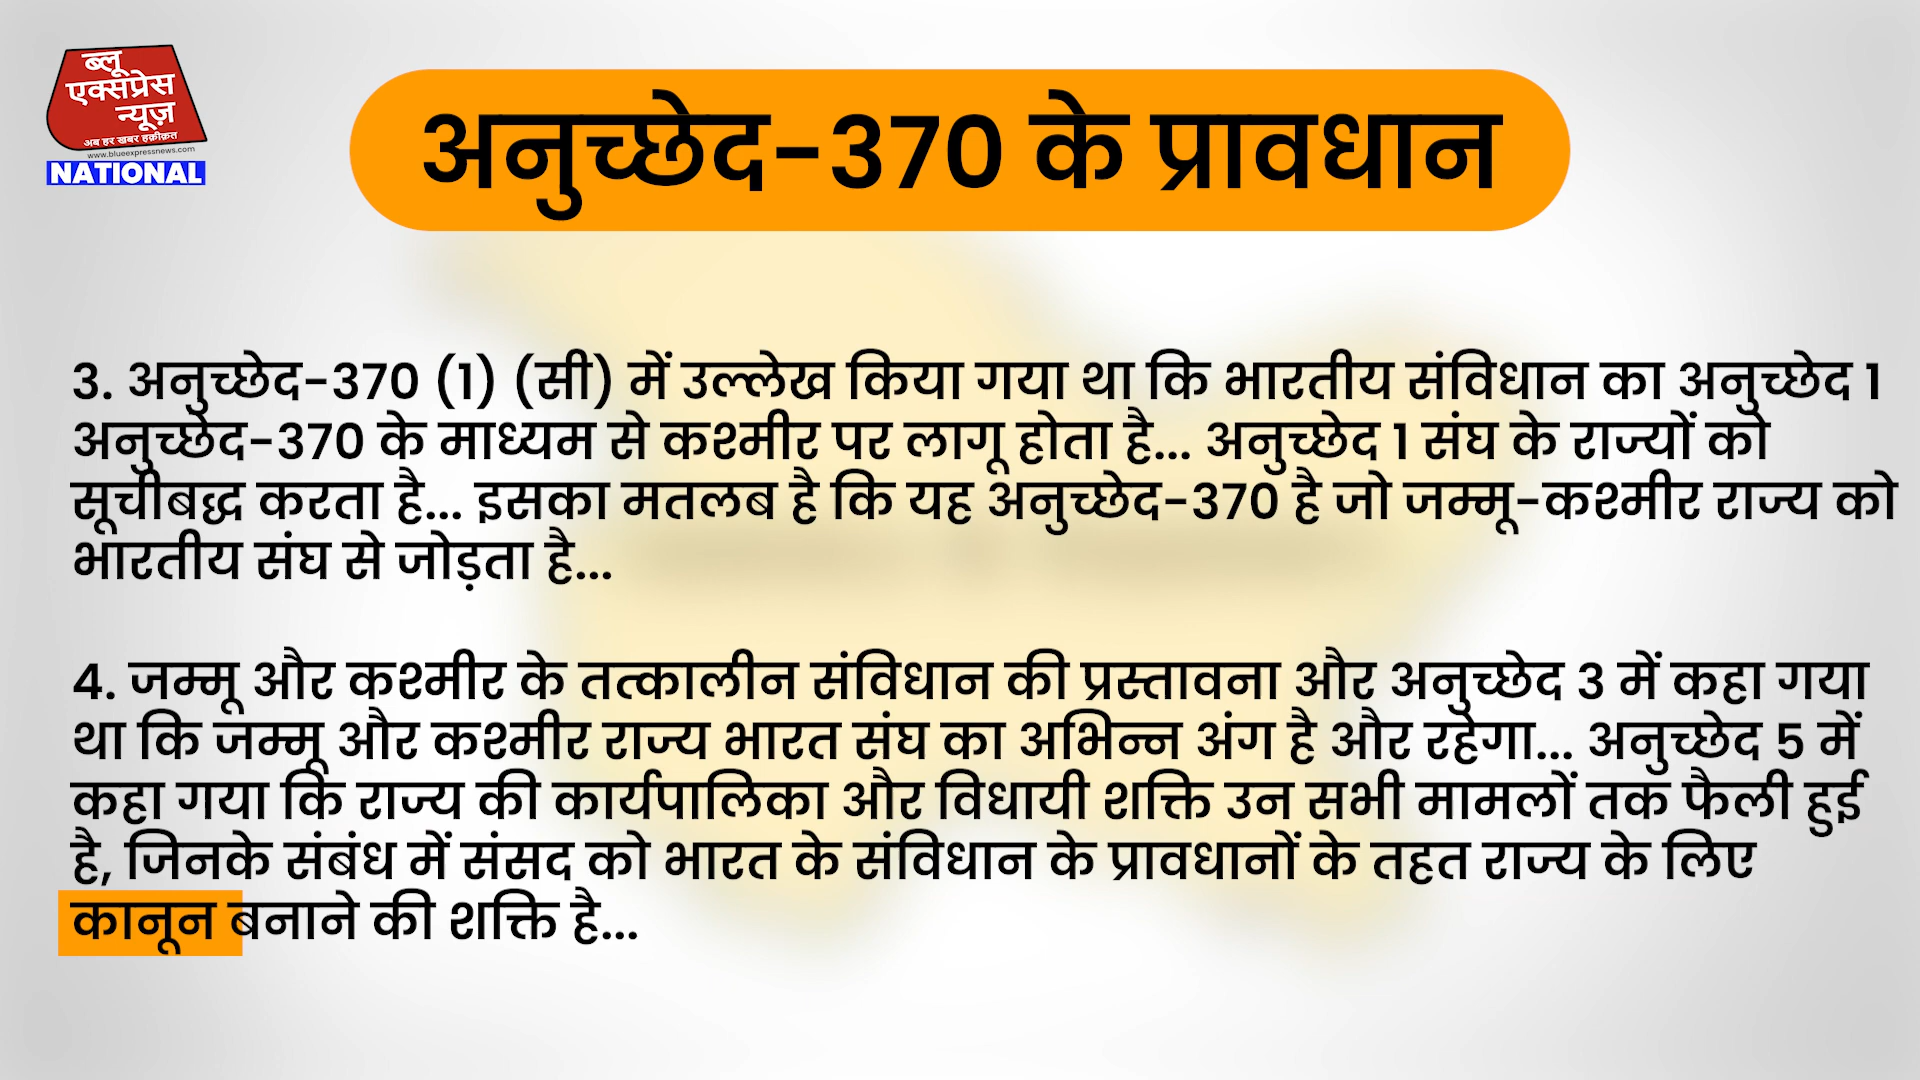 ब्लू
एक्सप्रेस
न्यूज़
अब हर खबर हक़ीक़त
www.blueexpressnews.com
NATIONAL
अनुच्छेद-370 के प्रावधान
3. अनुच्छेद-370 (1) (सी) में उल्लेख किया गया था कि भारतीय संविधान का अनुच्छेद 1
अनुच्छेद-370 के माध्यम से कश्मीर पर लागू होता है... अनुच्छेद 1 संघ के राज्यों को
सूचीबद्ध करता है... इसका मतलब है कि यह अनुच्छेद-370 है जो जम्मू-कश्मीर राज्य को
भारतीय संघ से जोड़ता है...
4. जम्मू और कश्मीर के तत्कालीन संविधान की प्रस्तावना और अनुच्छेद 3 में कहा गया
था कि जम्मू और कश्मीर राज्य भारत संघ का अभिन्न अंग है और रहेगा... अनुच्छेद 5 में
कहा गया कि राज्य की कार्यपालिका और विधायी शक्ति उन सभी मामलों तक फैली हुई
है, जिनके संबंध में संसद को भारत के संविधान के प्रावधानों के तहत राज्य के लिए
कानून बनाने की शक्ति है...